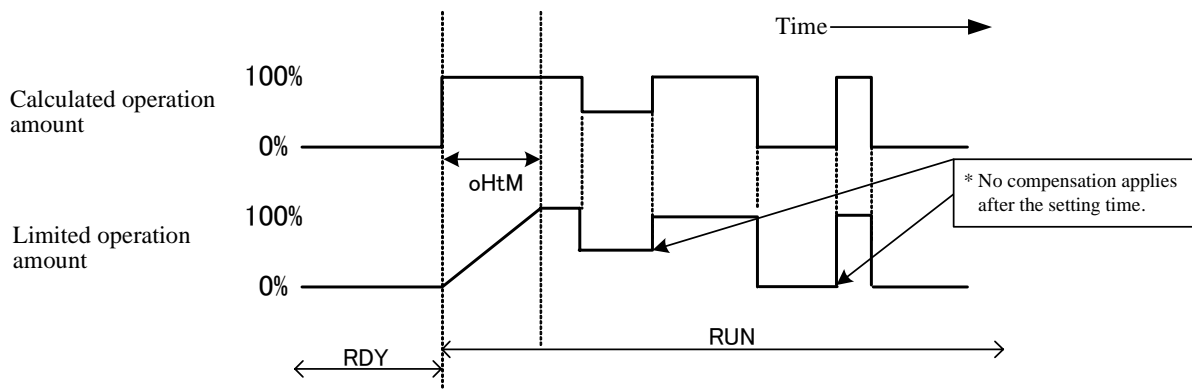 Time
100%
Calculated operation
amount
0%
oHtM
* No compensation applies
after the setting time.
100%
Limited operation
amount
0%
RDY
RUN